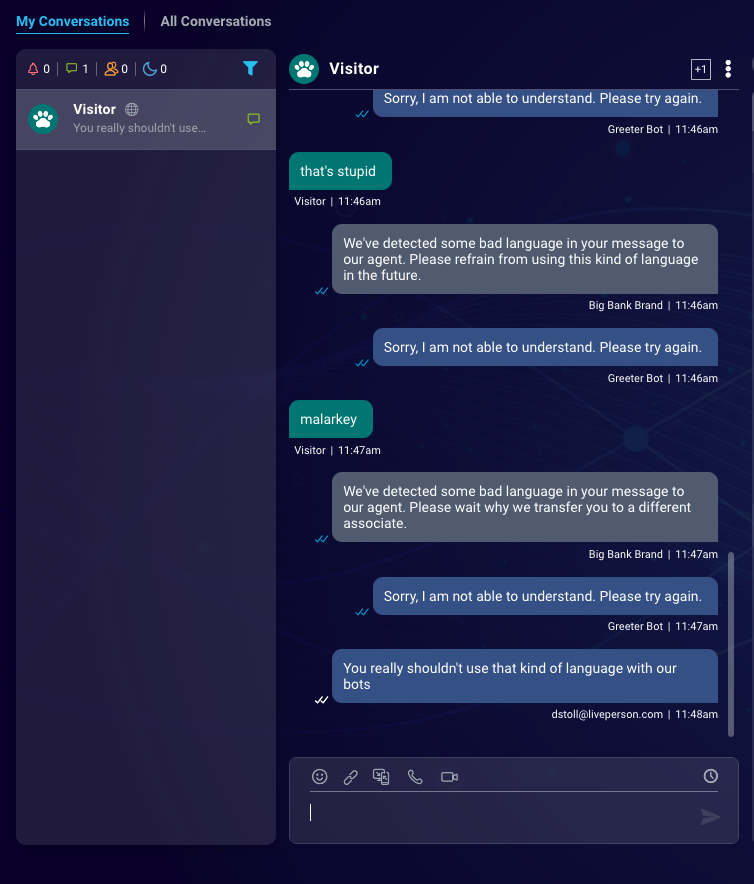 My Conversations
All Conversations
0 1 0 0
Visitor
You really shouldn't use...
Visitor
+1
Sorry, I am not able to understand. Please try again.
Greeter Bot | 11:46am
that's stupid
Visitor | 11:46am
We've detected some bad language in your message to
our agent. Please refrain from using this kind of language
in the future.
Big Bank Brand | 11:46am
Sorry, I am not able to understand. Please try again.
Greeter Bot | 11:46am
malarkey
Visitor | 11:47am
We've detected some bad language in your message to
our agent. Please wait why we transfer you to a different
associate.
Big Bank Brand | 11:47am
Sorry, I am not able to understand. Please try again.
Greeter Bot | 11:47am
You really shouldn't use that kind of language with our
bots
dstoll@liveperson.com | 11:48am